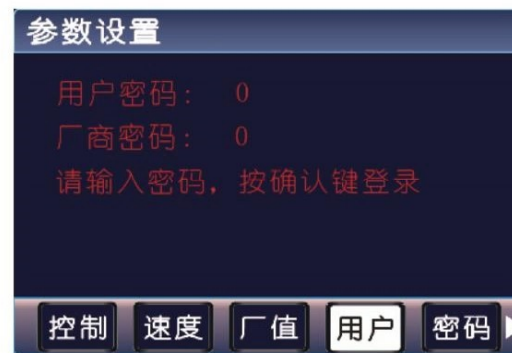 参数设置
用户密码: 0
厂商密码: 0
请输入密码，按确认键登录
控制 速度 厂值 用户 密码